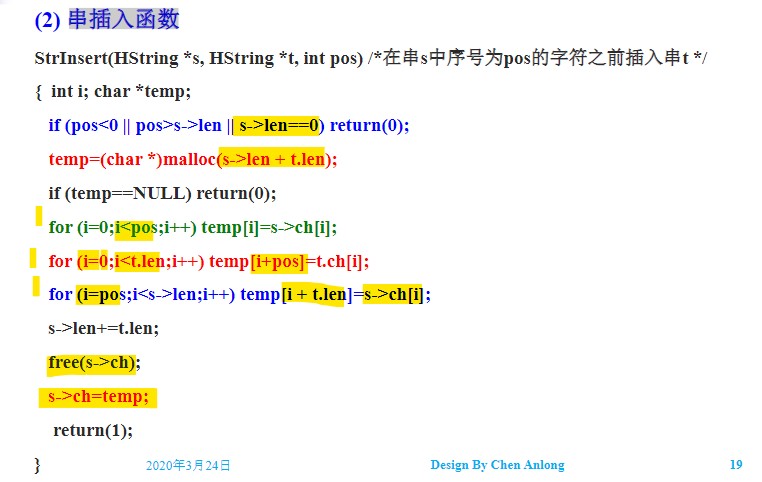 (2) 串插入函数
StrInsert(HString *s, HString *t, int pos) /*在串s中序号为pos的字符之前插入串t */
{ int i; char *temp;
if (pos<0 || pos>s->len || s->len==0) return(0);
temp=(char *)malloc(s->len + t.len);
if (temp==NULL) return(0);
for (i=0;i<pos;i++) temp[i]=s->ch[i];
for (i=0;i<t.len;i++) temp[i+pos]=t.ch[i];
for (i=pos;i<s->len;i++) temp[i + t.len]=s->ch[i];
s->len+=t.len;
free(s->ch);
s->ch=temp;
return(1);
}
2020年3月24日 Design By Chen Anlong 19